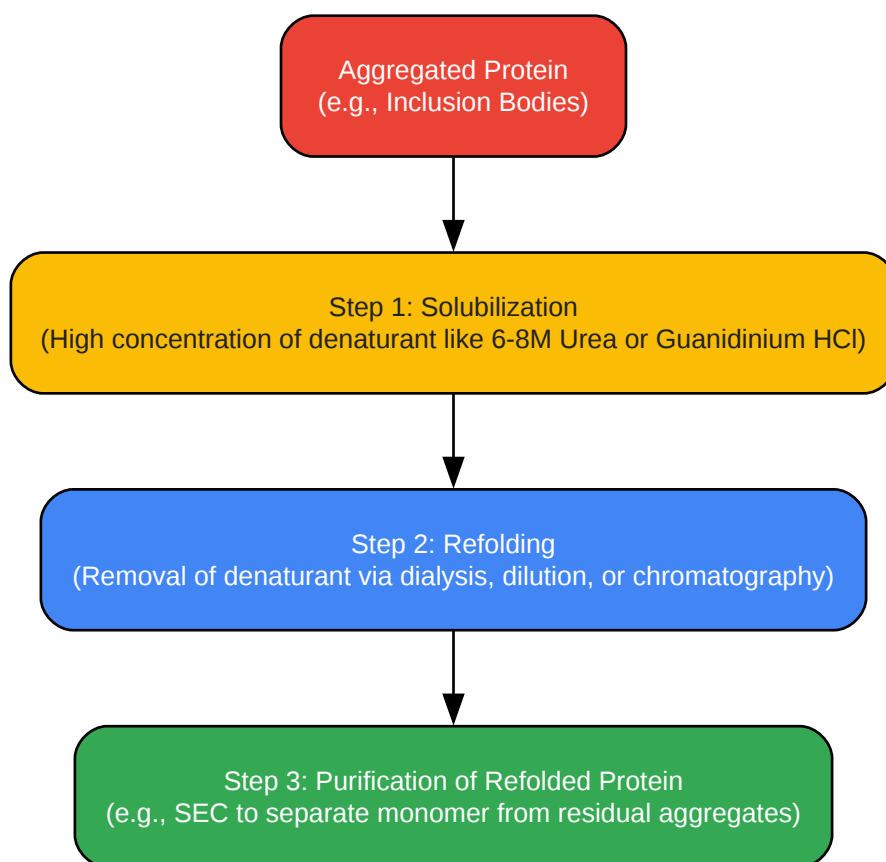 Aggregated Protein
(e.g., Inclusion Bodies)
Step 1: Solubilization
(High concentration of denaturant like 6-8M Urea or Guanidinium HCl)
Step 2: Refolding
(Removal of denaturant via dialysis, dilution, or chromatography)
Step 3: Purification of Refolded Protein
(e.g., SEC to separate monomer from residual aggregates)